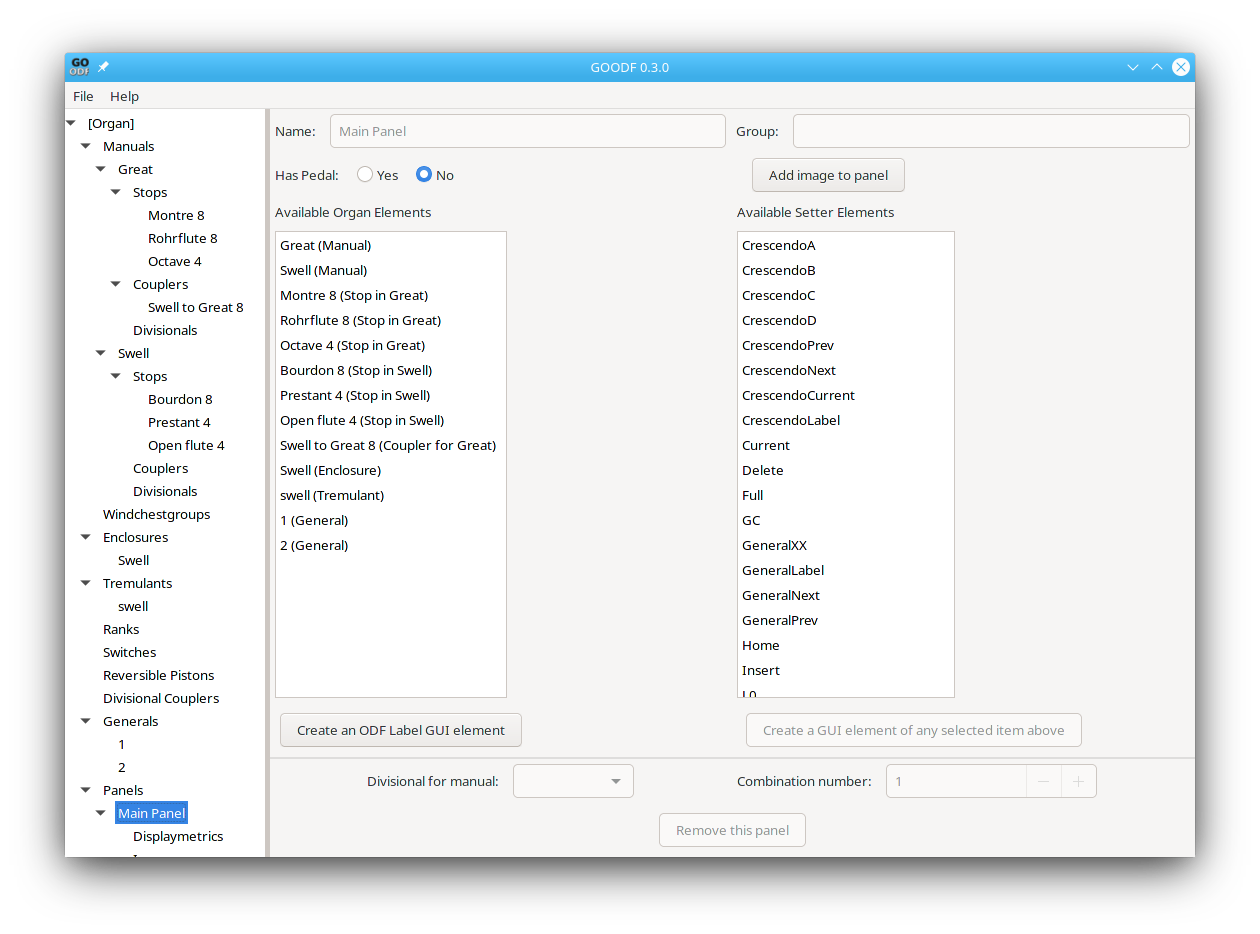 GO
ODF
GOODF 0.3.0
File Help
[Organ]
Manuals
Great
Stops
Montre 8
Rohrflute 8
Octave 4
Couplers
Swell to Great 8
Divisionals
Swell
Stops
Bourdon 8
Prestant 4
Open flute 4
Couplers
Divisionals
Windchestgroups
Enclosures
Swell
Tremulants
swell
Ranks
Switches
Reversible Pistons
Divisional Couplers
Generals
1
2
Panels
Main Panel
Displaymetrics
Name: Main Panel Group:
Has Pedal: Yes No Add image to panel
Available Organ Elements
Great (Manual)
Swell (Manual)
Montre 8 (Stop in Great)
Rohrflute 8 (Stop in Great)
Octave 4 (Stop in Great)
Bourdon 8 (Stop in Swell)
Prestant 4 (Stop in Swell)
Open flute 4 (Stop in Swell)
Swell to Great 8 (Coupler for Great)
Swell (Enclosure)
swell (Tremulant)
1 (General)
2 (General)
Create an ODF Label GUI element
Available Setter Elements
CrescendoA
CrescendoB
CrescendoC
CrescendoD
CrescendoPrev
CrescendoNext
CrescendoCurrent
CrescendoLabel
Current
Delete
Full
GC
GeneralXX
GeneralLabel
GeneralNext
GeneralPrev
Home
Insert
L0
Create a GUI element of any selected item above
Divisional for manual: Combination number: 1
Remove this panel